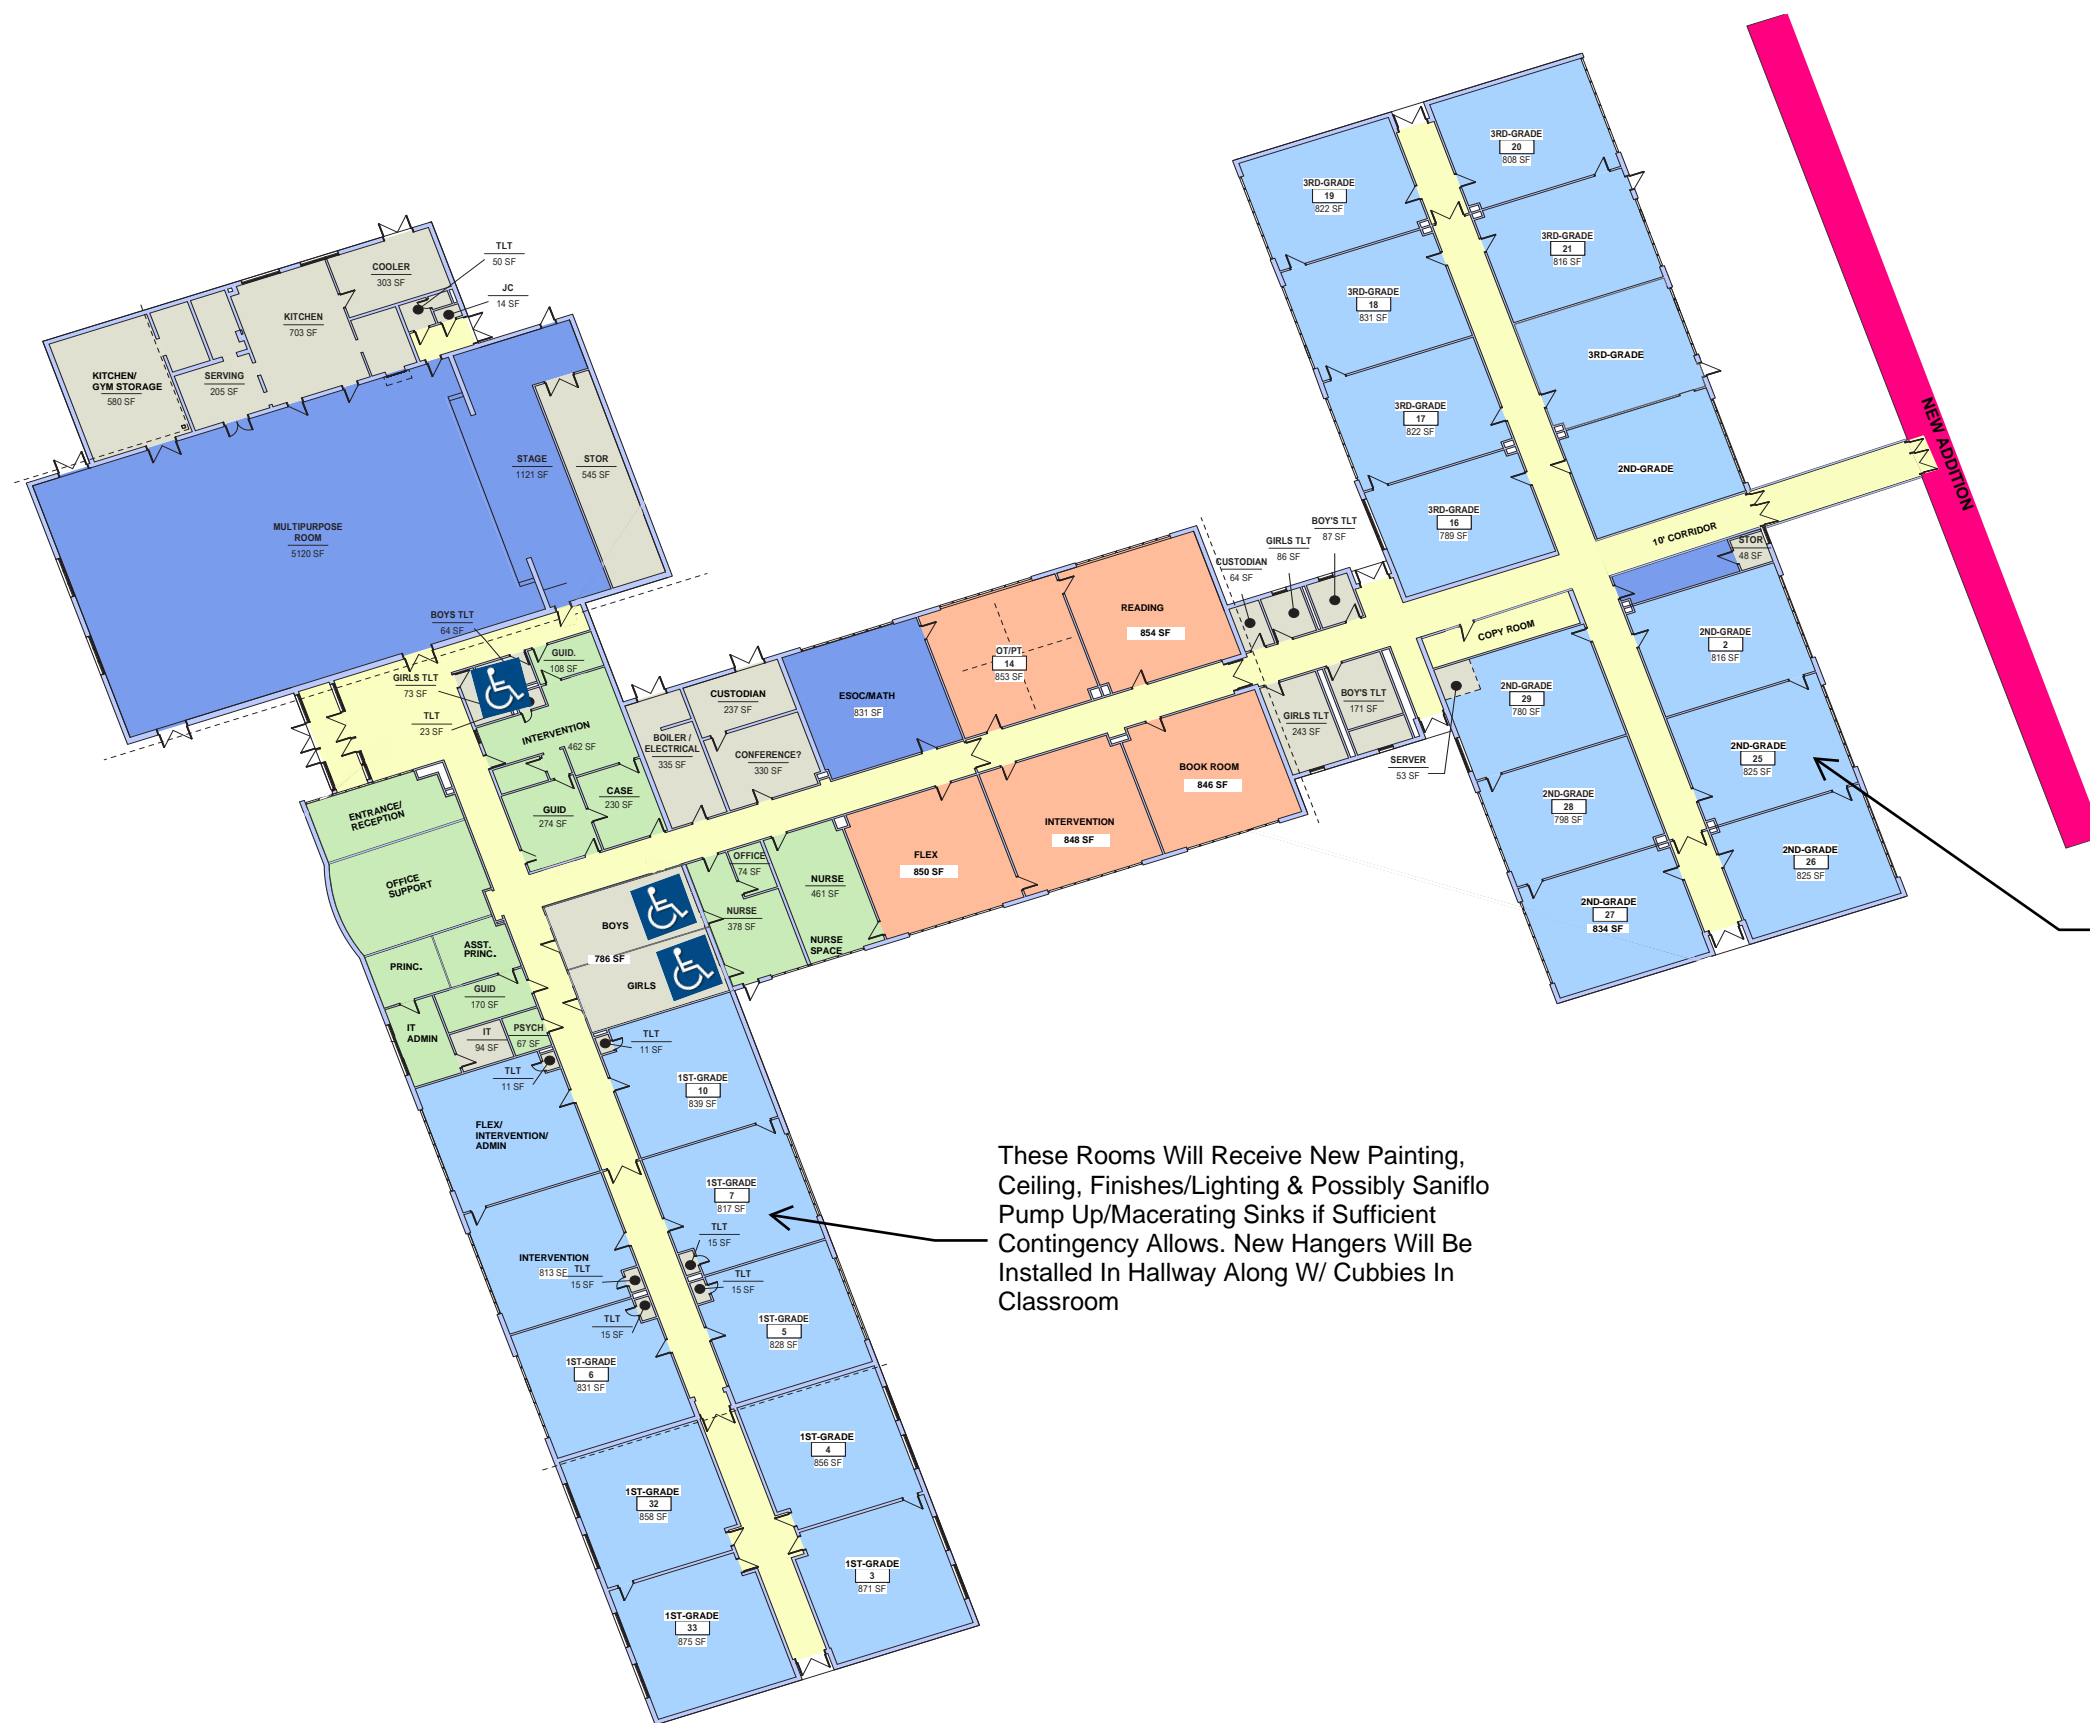 3RD-GRADE
20
808 SF
3RD-GRADE
19
822 SF
3RD-GRADE
21
816 SF
3RD-GRADE
18
831 SF
3RD-GRADE
3RD-GRADE
17
822 SF
2ND-GRADE
3RD-GRADE
16
789 SF
NEW ADDITION
10' CORRIDOR
STOR
48 SF
TLT
50 SF
COOLER
303 SF
JC
14 SF
KITCHEN
703 SF
KITCHEN/
GYM STORAGE
580 SF
SERVING
205 SF
STAGE
1121 SF
STOR
545 SF
MULTIPURPOSE
ROOM
5120 SF
BOYS TLT
64 SF
GUID.
108 SF
GIRLS TLT
73 SF
TLT
23 SF
INTERVENTION
462 SF
BOILER /
ELECTRICAL
335 SF
CUSTODIAN
237 SF
CONFERENCE?
330 SF
ESOC/MATH
831 SF
OT/PT.
14
853 SF
READING
854 SF
CUSTODIAN
64 SF
GIRLS TLT
86 SF
BOY'S TLT
87 SF
GIRLS TLT
243 SF
BOY'S TLT
171 SF
COPY ROOM
SERVER
53 SF
2ND-GRADE
2
816 SF
2ND-GRADE
29
780 SF
2ND-GRADE
25
825 SF
2ND-GRADE
28
798 SF
2ND-GRADE
26
825 SF
2ND-GRADE
27
834 SF
CASE
230 SF
GUID
274 SF
ENTRANCE/
RECEPTION
OFFICE
SUPPORT
OFFICE
74 SF
NURSE
461 SF
NURSE
378 SF
NURSE
SPACE
FLEX
850 SF
INTERVENTION
848 SF
BOOK ROOM
846 SF
BOYS
786 SF
GIRLS
PRINC.
ASST.
PRINC.
GUID
170 SF
IT
ADMIN
IT
94 SF
PSYCH
67 SF
TLT
11 SF
TLT
11 SF
1ST-GRADE
10
839 SF
FLEX/
INTERVENTION/
ADMIN
1ST-GRADE
7
817 SF
TLT
15 SF
TLT
15 SF
INTERVENTION
813 SF
TLT
15 SF
TLT
15 SF
1ST-GRADE
5
828 SF
1ST-GRADE
6
831 SF
1ST-GRADE
4
856 SF
1ST-GRADE
32
858 SF
1ST-GRADE
3
871 SF
1ST-GRADE
33
875 SF
These Rooms Will Receive New Painting,
Ceiling, Finishes/Lighting & Possibly Saniflo
Pump Up/Macerating Sinks if Sufficient
Contingency Allows. New Hangers Will Be
Installed In Hallway Along W/ Cubbies In
Classroom